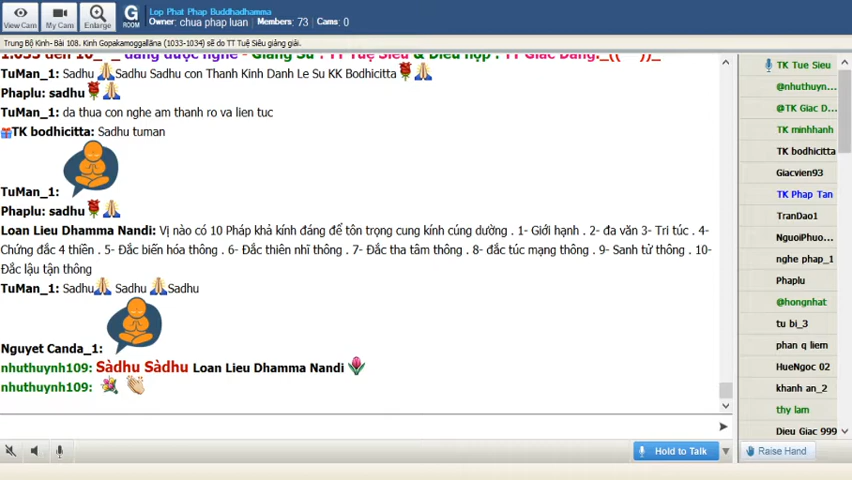 View Cam
My Cam
Enlarge
G
ROOM
Lop Phat Phap Buddhadhamma
Owner: chua phap luan Members: 73 Cams: 0
Trung Bộ Kinh- Bài 108. Kinh Gopakamoggallāna (1033-1034) sẽ do TT Tuệ Siêu giảng giải.
TuMan_1: Sadhu Sadhu Sadhu con Thanh Kinh Danh Le Su KK Bodhicitta
Phaplu: sadhu
TuMan_1: da thua con nghe am thanh ro va lien tuc
TK bodhicitta: Sadhu tuman
TuMan_1:
Phaplu: sadhu
Loan Lieu Dhamma Nandi: Vị nào có 10 Pháp khả kính đáng để tôn trọng cung kính cúng dường . 1- Giới hạnh . 2- đa văn 3- Tri túc . 4-
Chứng đắc 4 thiền . 5- Đắc biến hóa thông . 6- Đắc thiên nhĩ thông . 7- Đắc tha tâm thông . 8- đắc túc mạng thông . 9- Sanh tử thông . 10-
Đắc lậu tận thông
TuMan_1: Sadhu Sadhu Sadhu
Nguyet Canda_1:
nhuthuynh109: Sàdhu Sàdhu Loan Lieu Dhamma Nandi
nhuthuynh109:
Hold to Talk
TK Tue Sieu
@nhuthuyn...
@TK Giac D...
TK minhhanh
TK bodhicitta
Giacvien93
TK Phap Tan
TranDao1
NguoiPhuo...
nghe phap_1
Phaplu
@hongnhat
tu bi_3
phan q liem
HueNgoc 02
khanh an_2
thy lam
Dieu Giac 999
Raise Hand